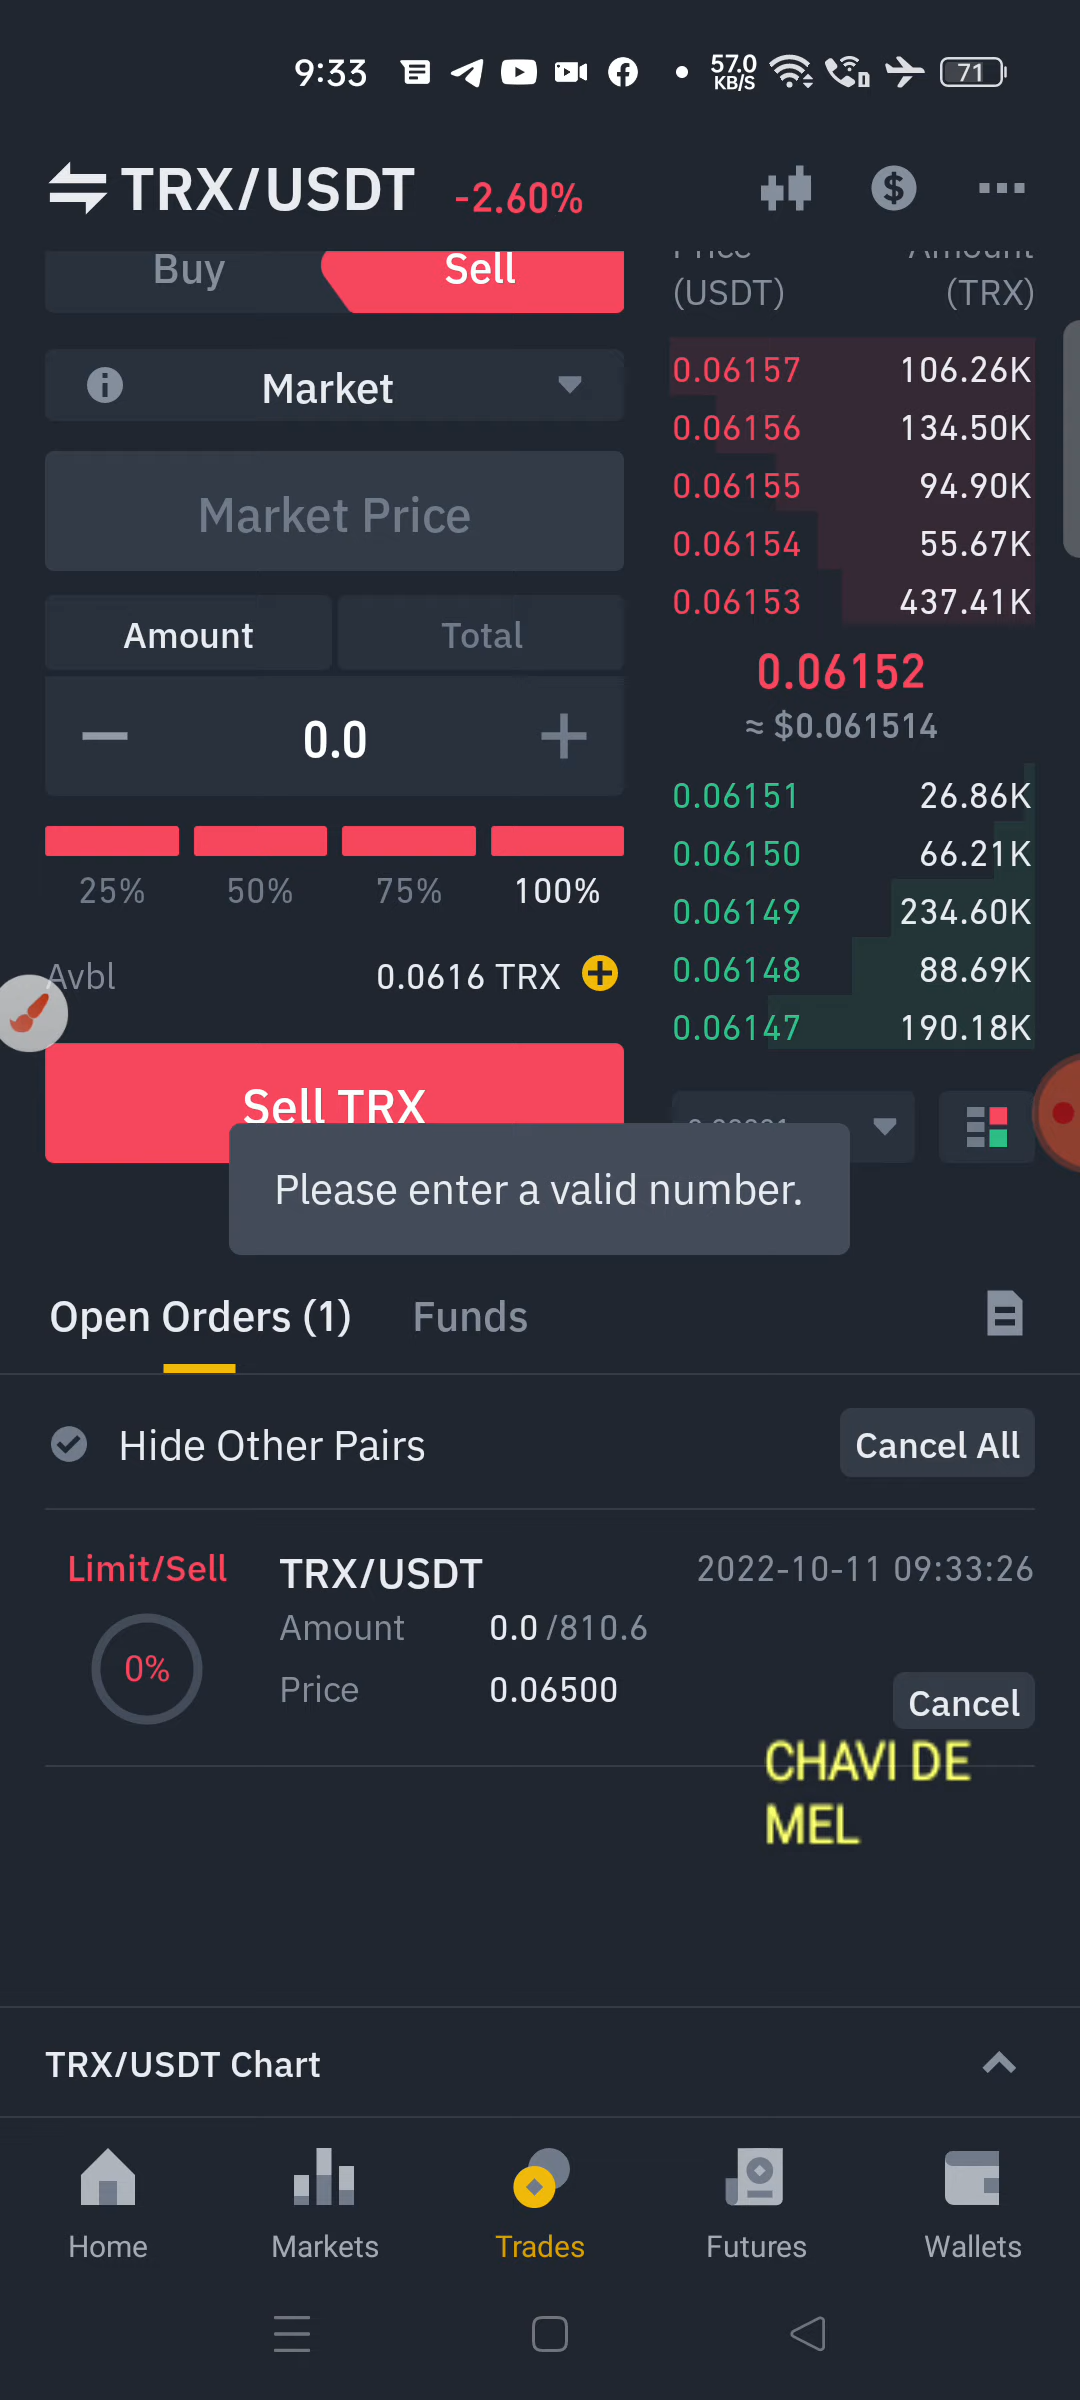 9:33 57.0 KB/S 71
TRX/USDT -2.60%
Buy Sell Price Amount
(USDT) (TRX)
Market
Market Price
Amount Total
0.0
25% 50% 75% 100%
Avbl 0.0616 TRX
Sell TRX
0.06157 106.26K
0.06156 134.50K
0.06155 94.90K
0.06154 55.67K
0.06153 437.41K
0.06152
≈ $0.061514
0.06151 26.86K
0.06150 66.21K
0.06149 234.60K
0.06148 88.69K
0.06147 190.18K
Please enter a valid number.
Open Orders (1) Funds
Hide Other Pairs Cancel All
Limit/Sell TRX/USDT 2022-10-11 09:33:26
Amount 0.0 /810.6
0%
Price 0.06500
Cancel
CHAVI DE
MEL
TRX/USDT Chart
Home Markets Trades Futures Wallets